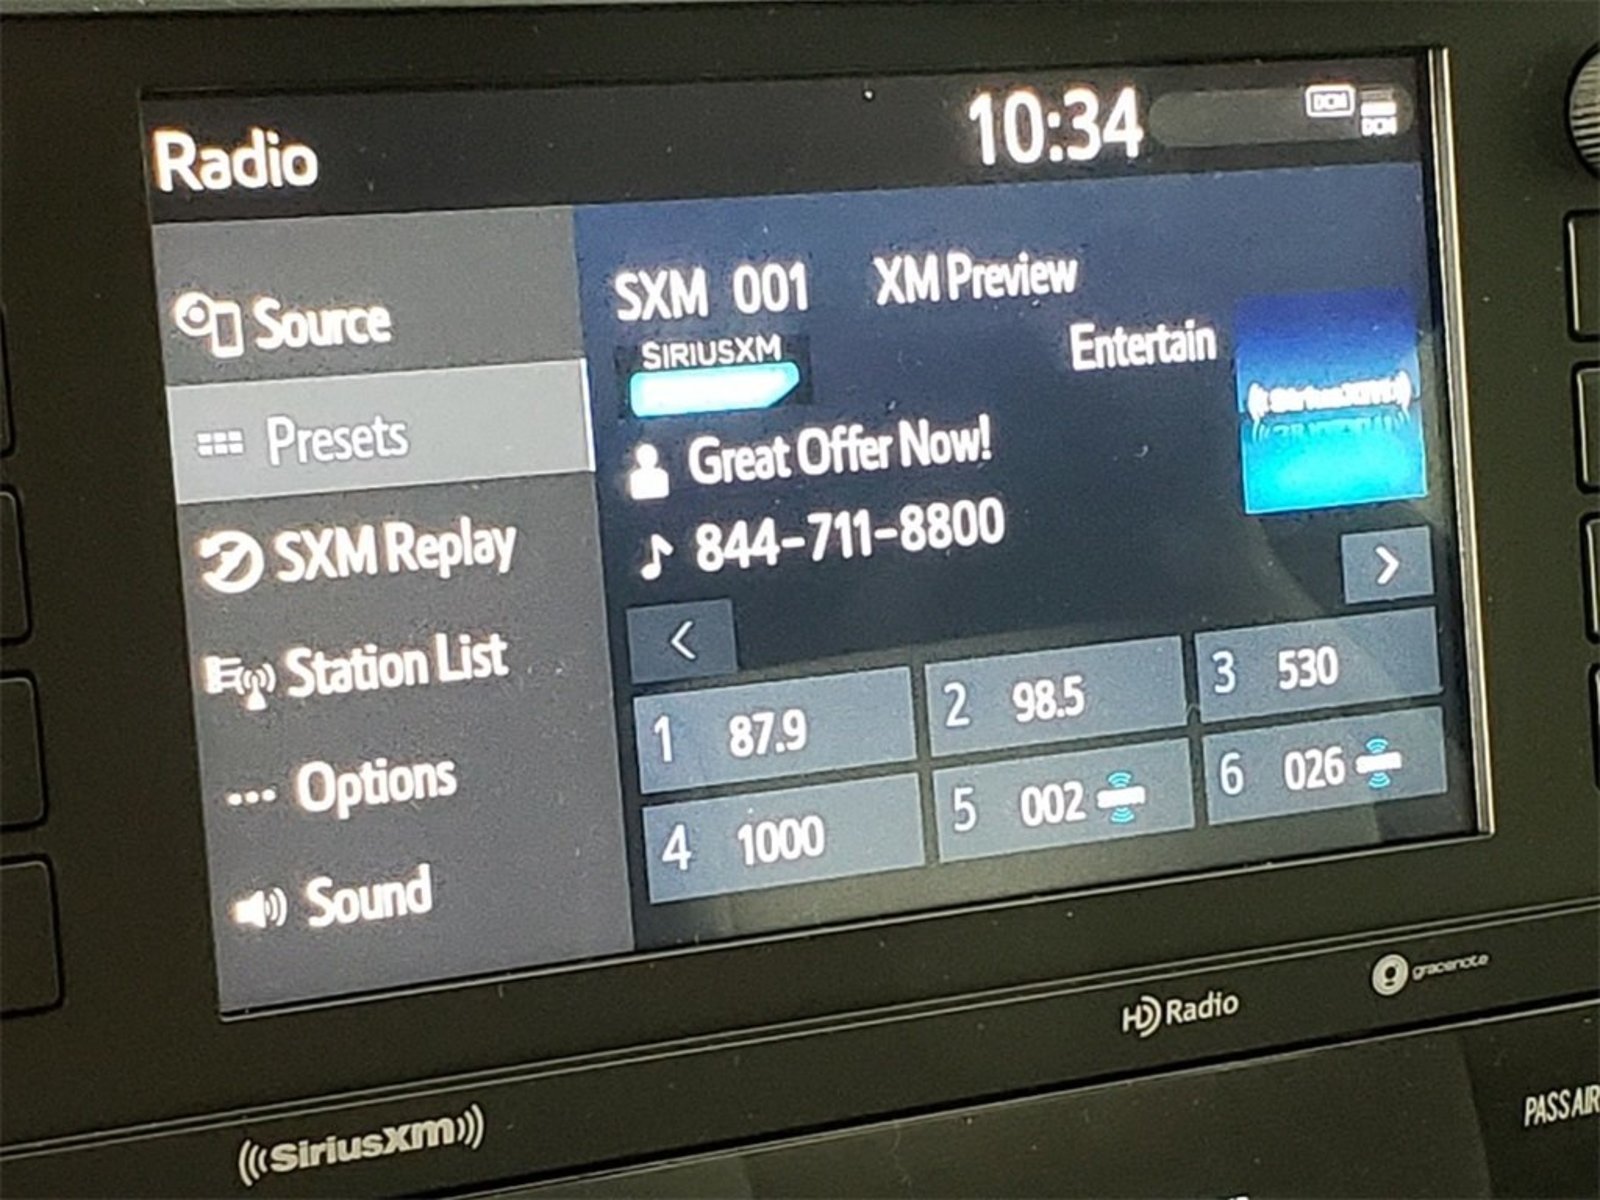 Radio
10:34
DCM
DCM
Source
Presets
SXM Replay
Station List
Options
Sound
SXM 001 XM Preview
SIRIUSXM
Entertain
((SiriusXM))
Great Offer Now!
844-711-8800
<
>
1 87.9
2 98.5
3 530
4 1000
5 002
6 026
HD Radio
gracenote
(((SiriusXM)))
PASS AIR